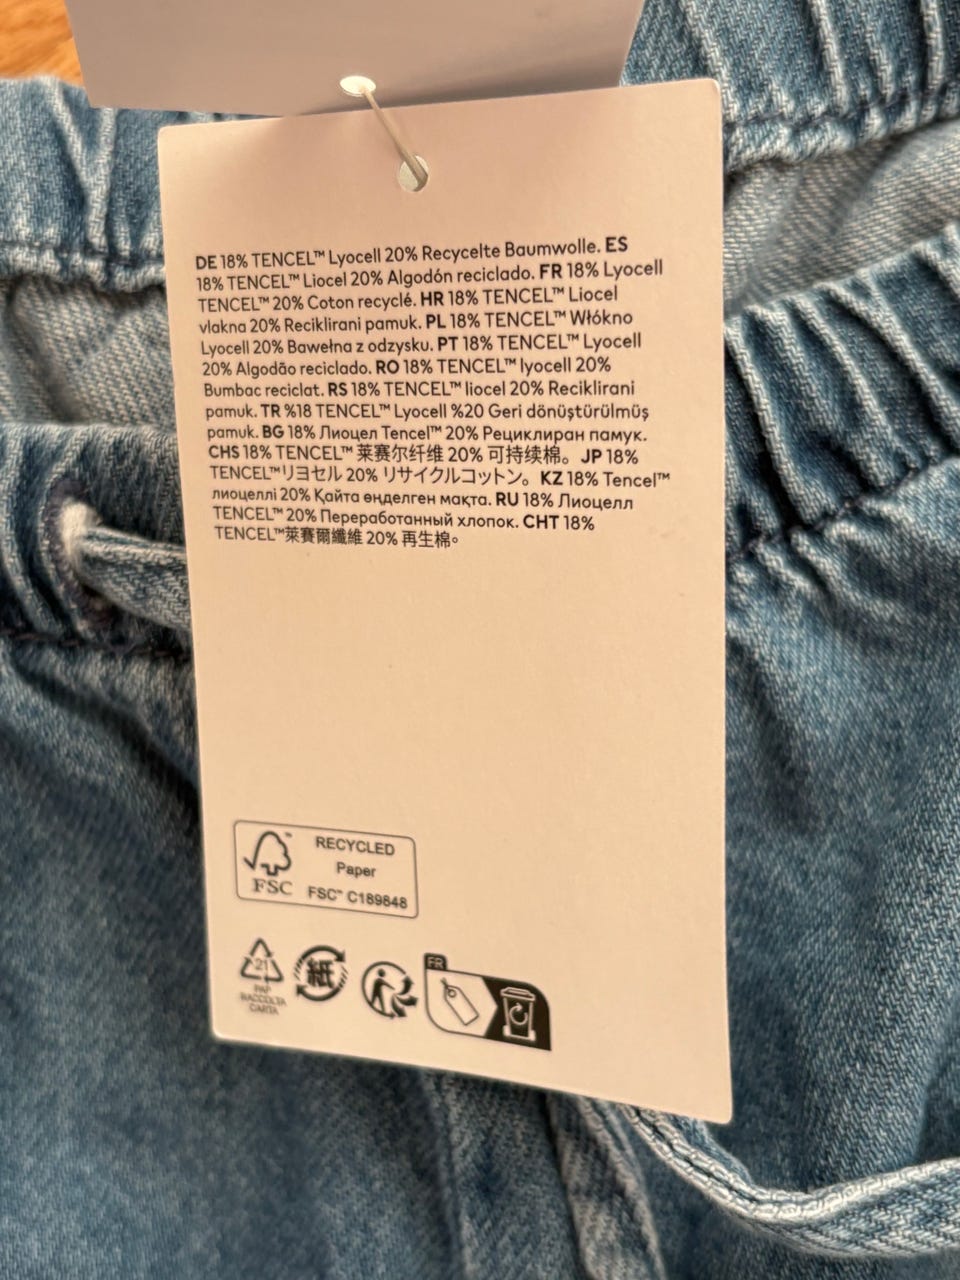 DE 18% TENCEL™ Lyocell 20% Recycelte Baumwolle. ES
18% TENCEL™ Liocel 20% Algodón reciclado. FR 18% Lyocell
TENCEL™ 20% Coton recyclé. HR 18% TENCEL™ Liocel
vlakna 20% Reciklirani pamuk. PL 18% TENCEL™ Włókno
Lyocell 20% Bawełna z odzysku. PT 18% TENCEL™ Lyocell
20% Algodão reciclado. RO 18% TENCEL™ lyocell 20%
Bumbac reciclat. RS 18% TENCEL™ liocel 20% Reciklirani
pamuk. TR %18 TENCEL™ Lyocell %20 Geri dönüştürülmüş
pamuk. BG 18% Лиоцел Tencel™ 20% Рециклиран памук.
CHS 18% TENCEL™ 莱赛尔纤维 20% 可持续棉。JP 18%
TENCEL™リヨセル 20% リサイクルコットン。KZ 18% Tencel™
лиоцеллі 20% Қайта өңделген мақта. RU 18% Лиоцелл
TENCEL™ 20% Переработанный хлопок. CHT 18%
TENCEL™萊賽爾纖維 20% 再生棉。
RECYCLED
Paper
FSC™ C189848
FSC™
21
PAP
RACCOLTA
CARTA
紙
FR